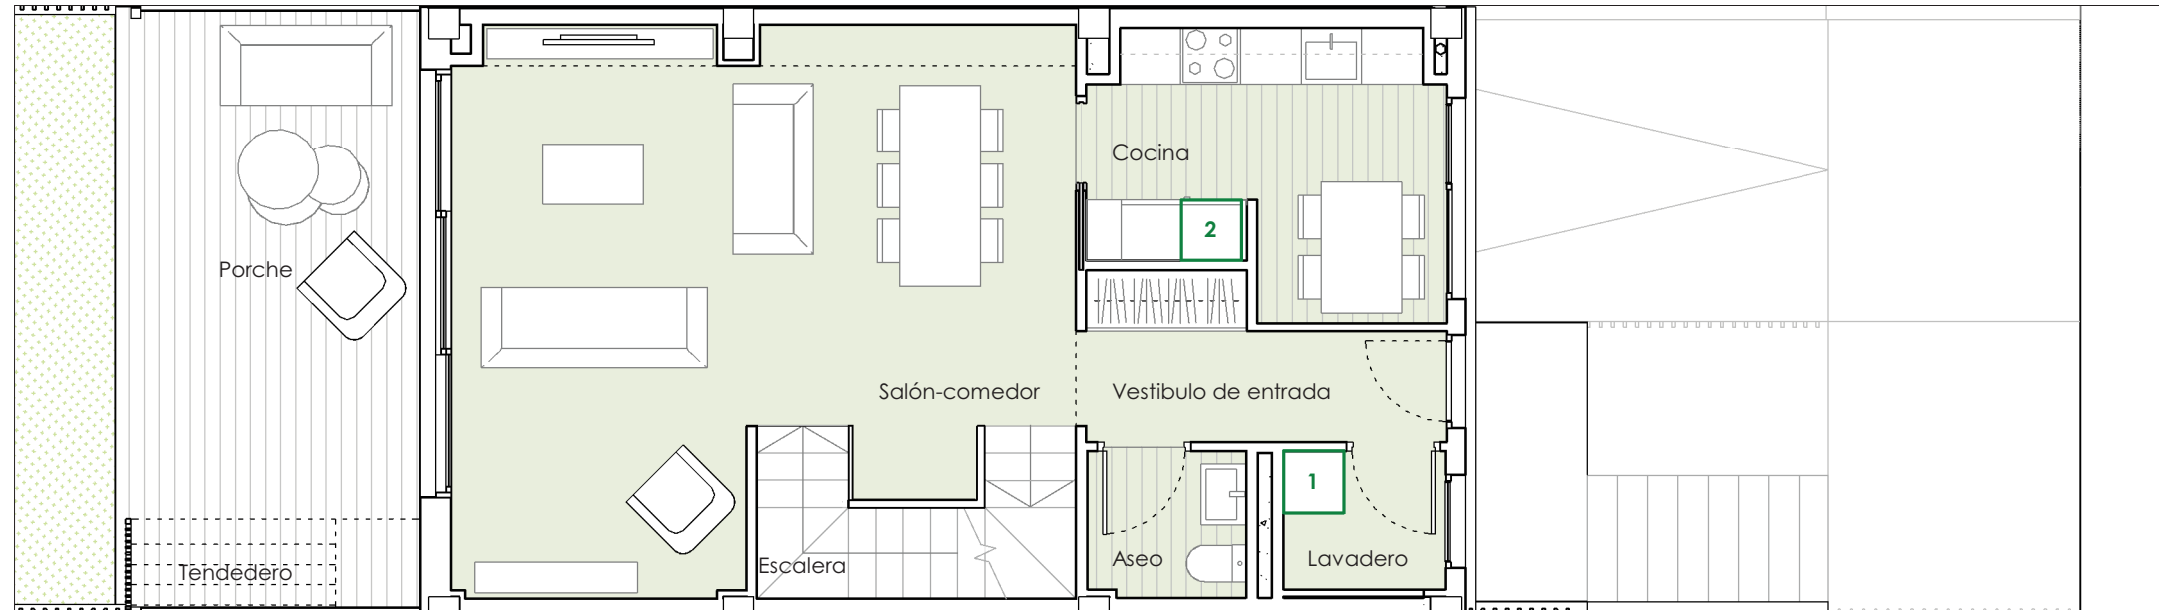 Cocina
2
Porche
Salón-comedor
Vestibulo de entrada
1
Tendedero
Escalera
Aseo
Lavadero